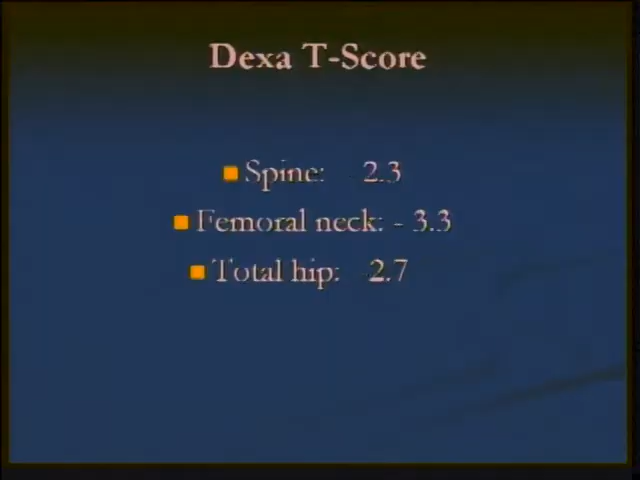 Dexa T-Score
Spine: - 2.3
Femoral neck: - 3.3
Total hip: -2.7